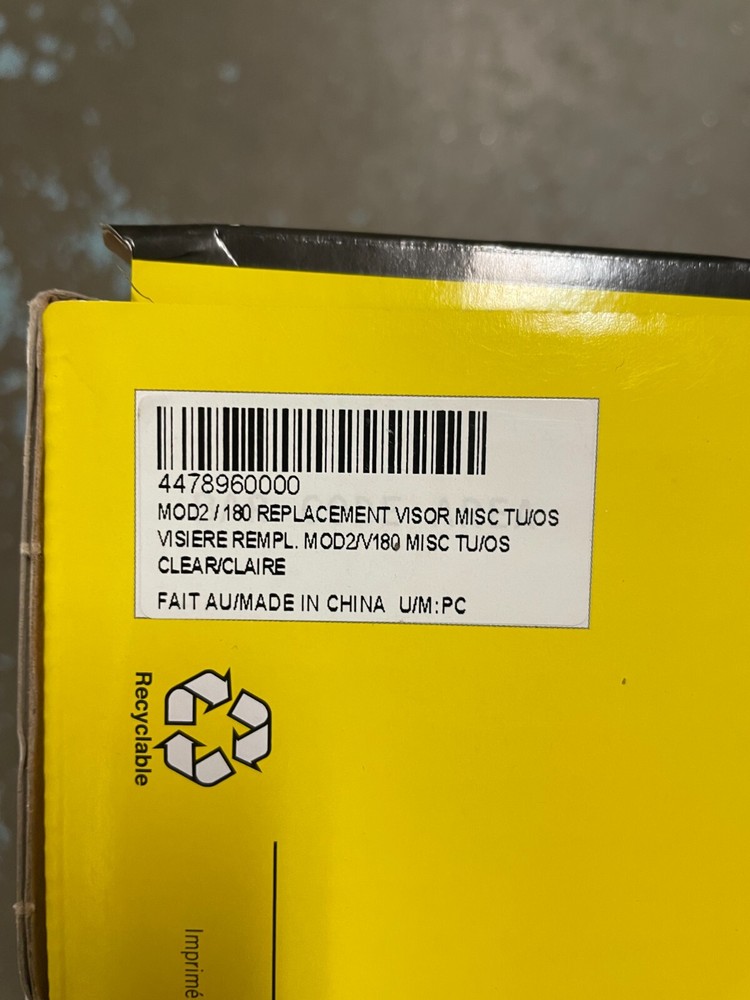 4478960000
MOD2 / 180 REPLACEMENT VISOR MISC TU/OS
VISIERE REMPL. MOD2/V180 MISC TU/OS
CLEAR/CLAIRE
FAIT AU/MADE IN CHINA U/M:PC
Recyclable
Imprimé